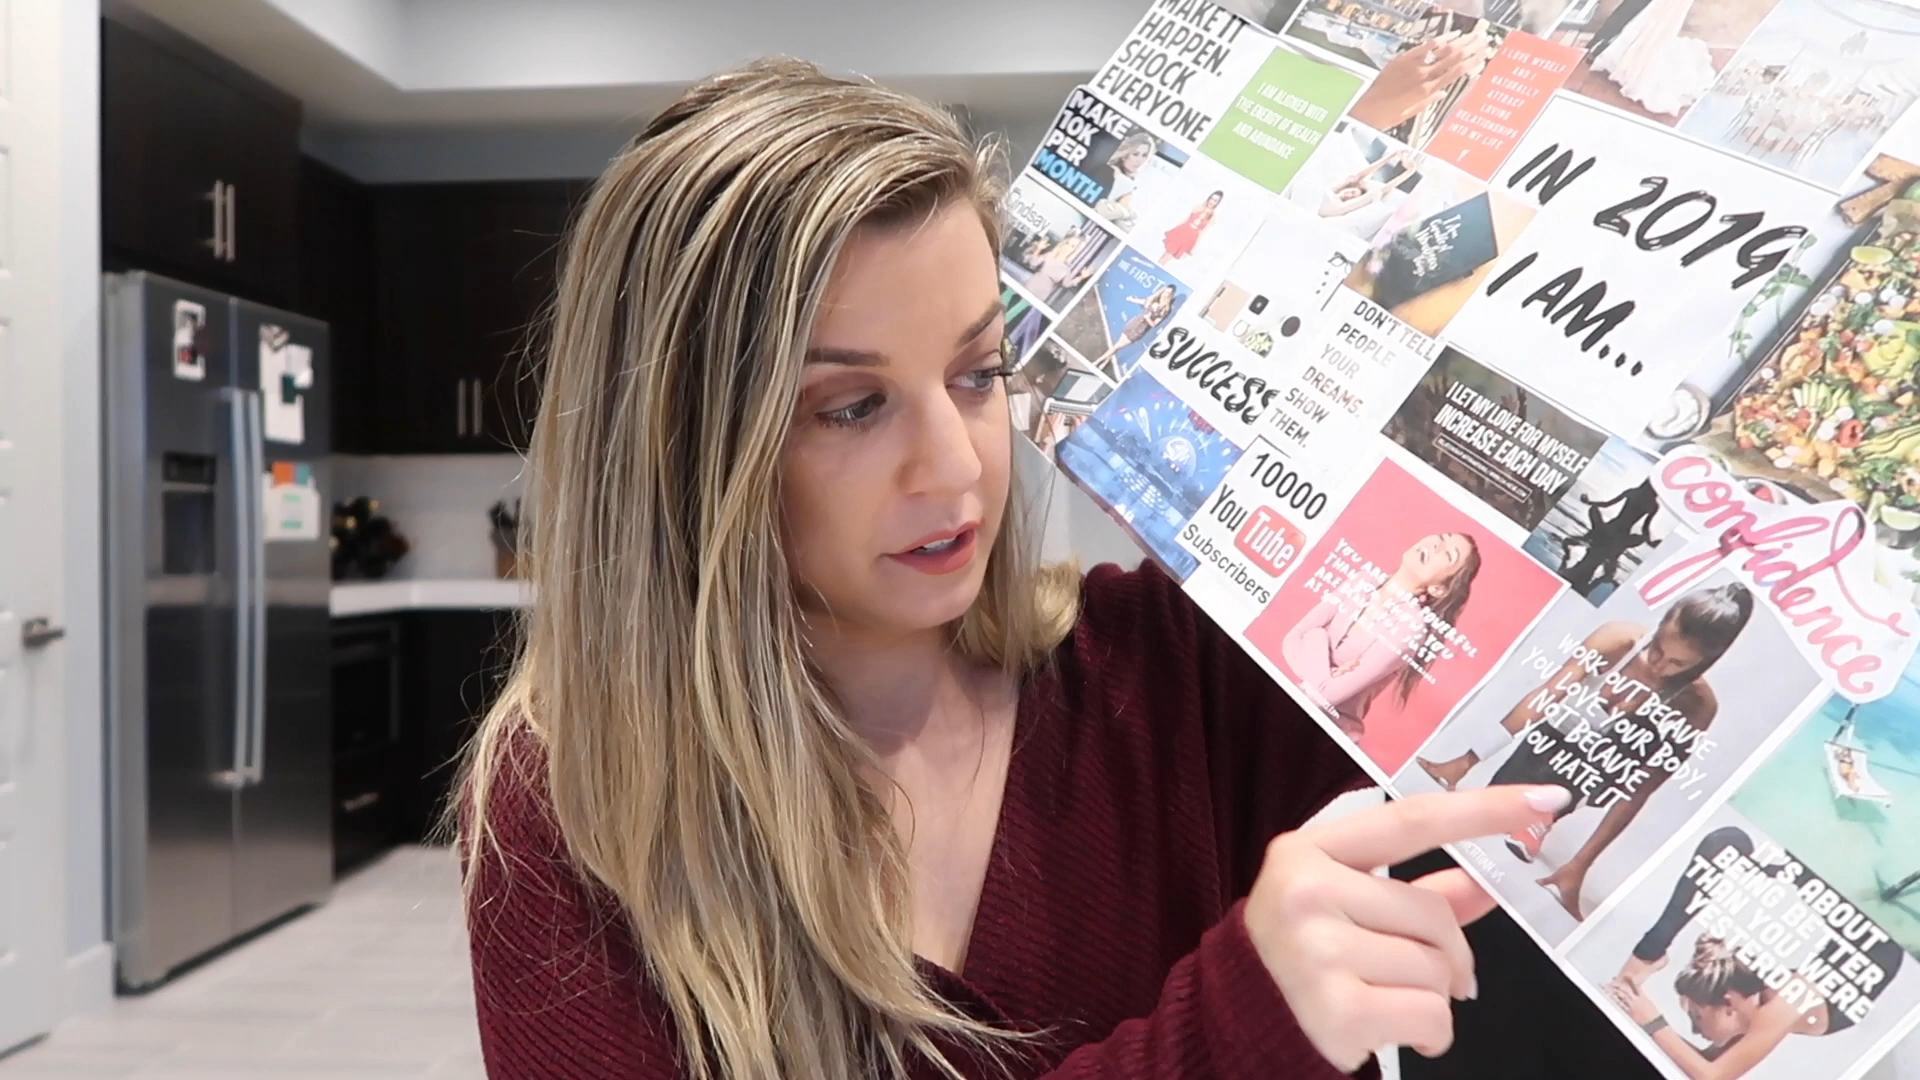 MAKE IT
HAPPEN.
SHOCK
EVERYONE
I AM ALIGNED WITH
THE ENERGY OF WEALTH
AND ABUNDANCE
I LOVE MYSELF
AND I
NATURALLY
ATTRACT
LOVING
RELATIONSHIPS
INTO MY LIFE.
MAKE
10K
PER
MONTH
Lindsay
IN 2019
I AM...
SUCCESS
DON'T TELL
PEOPLE
YOUR
DREAMS.
SHOW
THEM.
I LET MY LOVE FOR MYSELF
INCREASE EACH DAY
10000
YouTube
Subscribers
confidence
WORK OUT BECAUSE
YOU LOVE YOUR BODY,
NOT BECAUSE
YOU HATE IT
IT'S ABOUT
BEING BETTER
THAN YOU WERE
YESTERDAY.